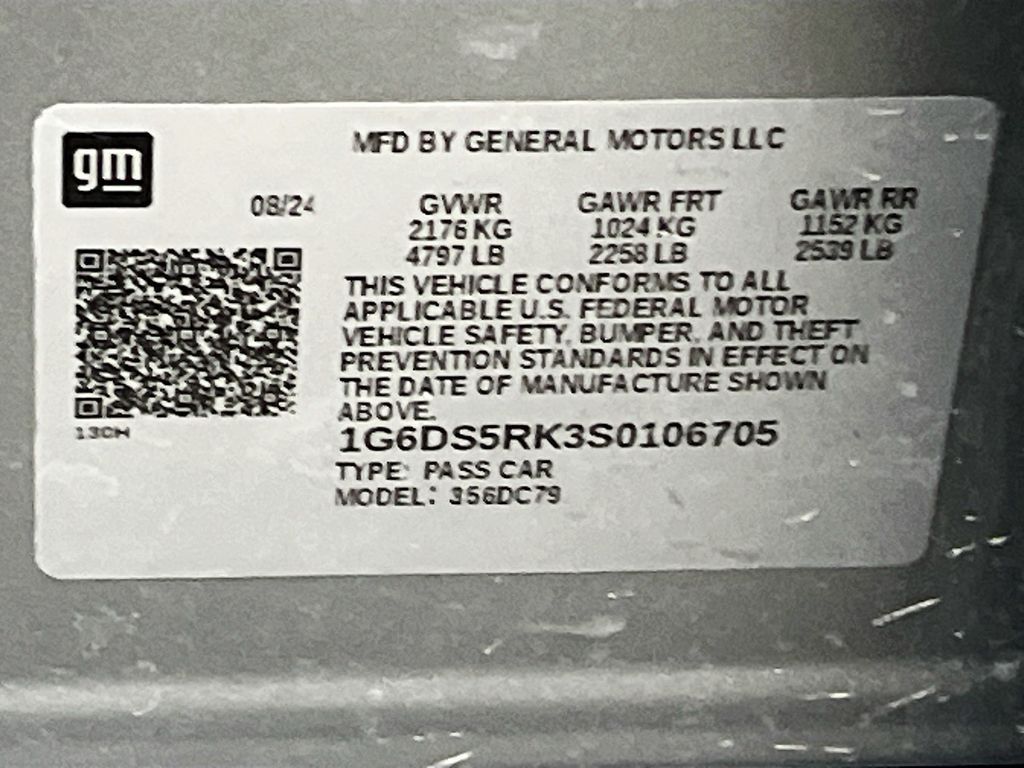 gm
MFD BY GENERAL MOTORS LLC
08/24 GVWR GAWR FRT GAWR RR
2176 KG 1024 KG 1152 KG
4797 LB 2258 LB 2539 LB
THIS VEHICLE CONFORMS TO ALL
APPLICABLE U.S. FEDERAL MOTOR
VEHICLE SAFETY, BUMPER, AND THEFT
PREVENTION STANDARDS IN EFFECT ON
THE DATE OF MANUFACTURE SHOWN
ABOVE.
13CH
1G6DS5RK3S0106705
TYPE: PASS CAR
MODEL: 356DC79